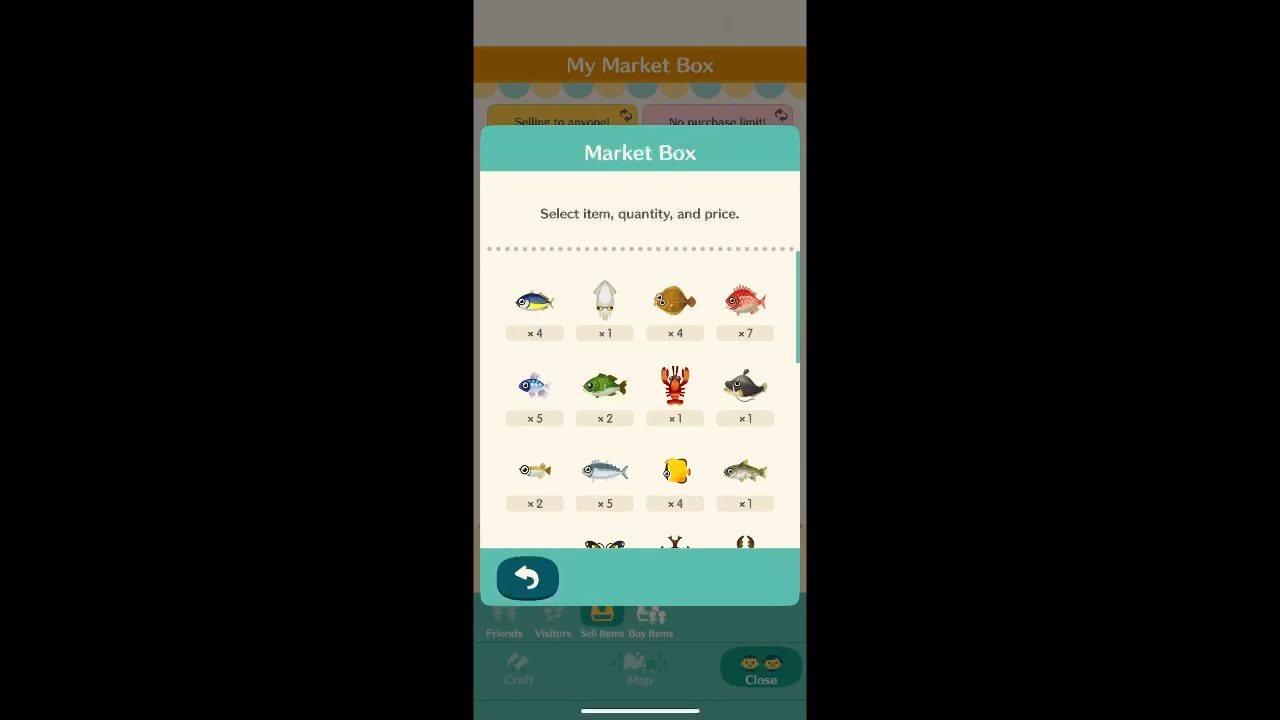 My Market Box
Selling to anyone!
No purchase limit!
Market Box
Select item, quantity, and price.
×4
×1
×4
×7
×5
×2
×1
×1
×2
×5
×4
×1
Friends
Visitors
Sell Items
Buy Items
Craft
Map
Close